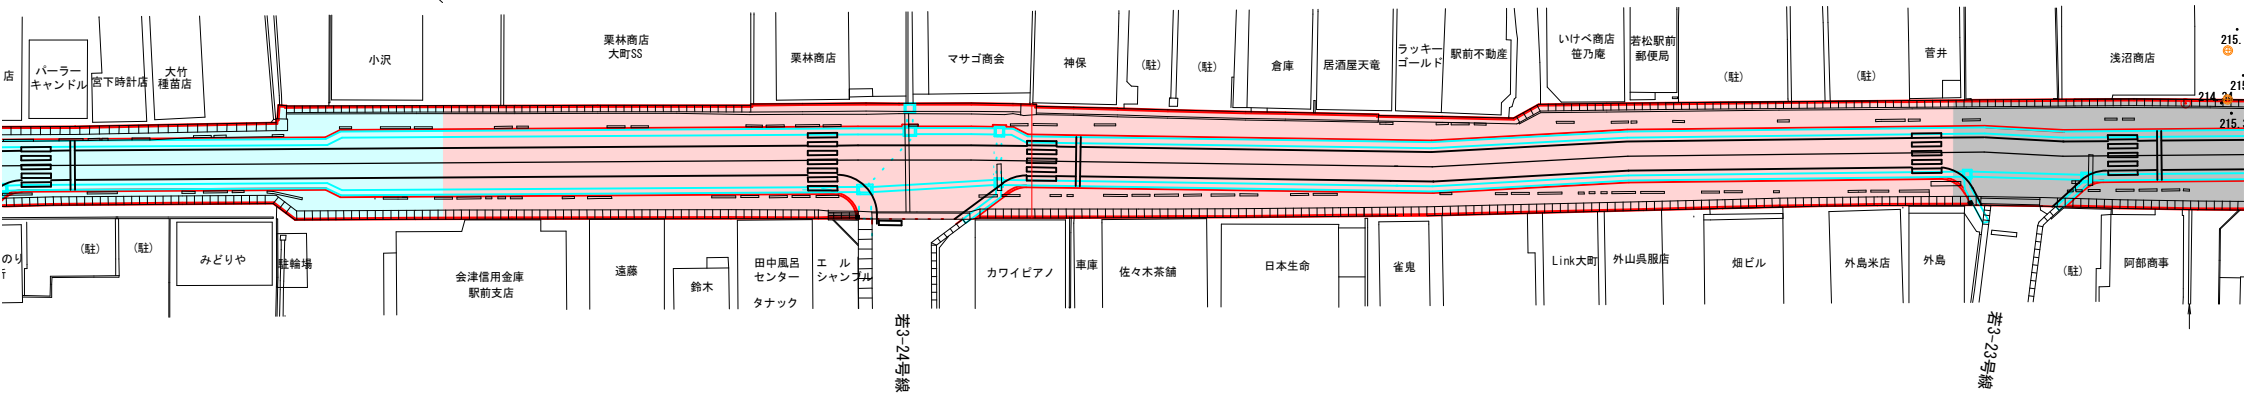 店
パーラー
キャンドル
宮下時計店
大竹
種苗店
小沢
栗林商店
大町SS
栗林商店
マサゴ商会
神保
(駐)
(駐)
倉庫
居酒屋天竜
ラッキー
ゴールド
駅前不動産
いけべ商店
笹乃庵
若松駅前
郵便局
(駐)
(駐)
菅井
浅沼商店
215.
215
214.24
215.
のり
(駐)
(駐)
みどりや
駐輪場
会津信用金庫
駅前支店
遠藤
鈴木
田中風呂
センター
タナック
エル
シャンブル
カワイピアノ
車庫
佐々木茶舗
日本生命
雀鬼
Link大町
外山呉服店
畑ビル
外島米店
外島
(駐)
阿部商事
若3-24号線
若3-23号線